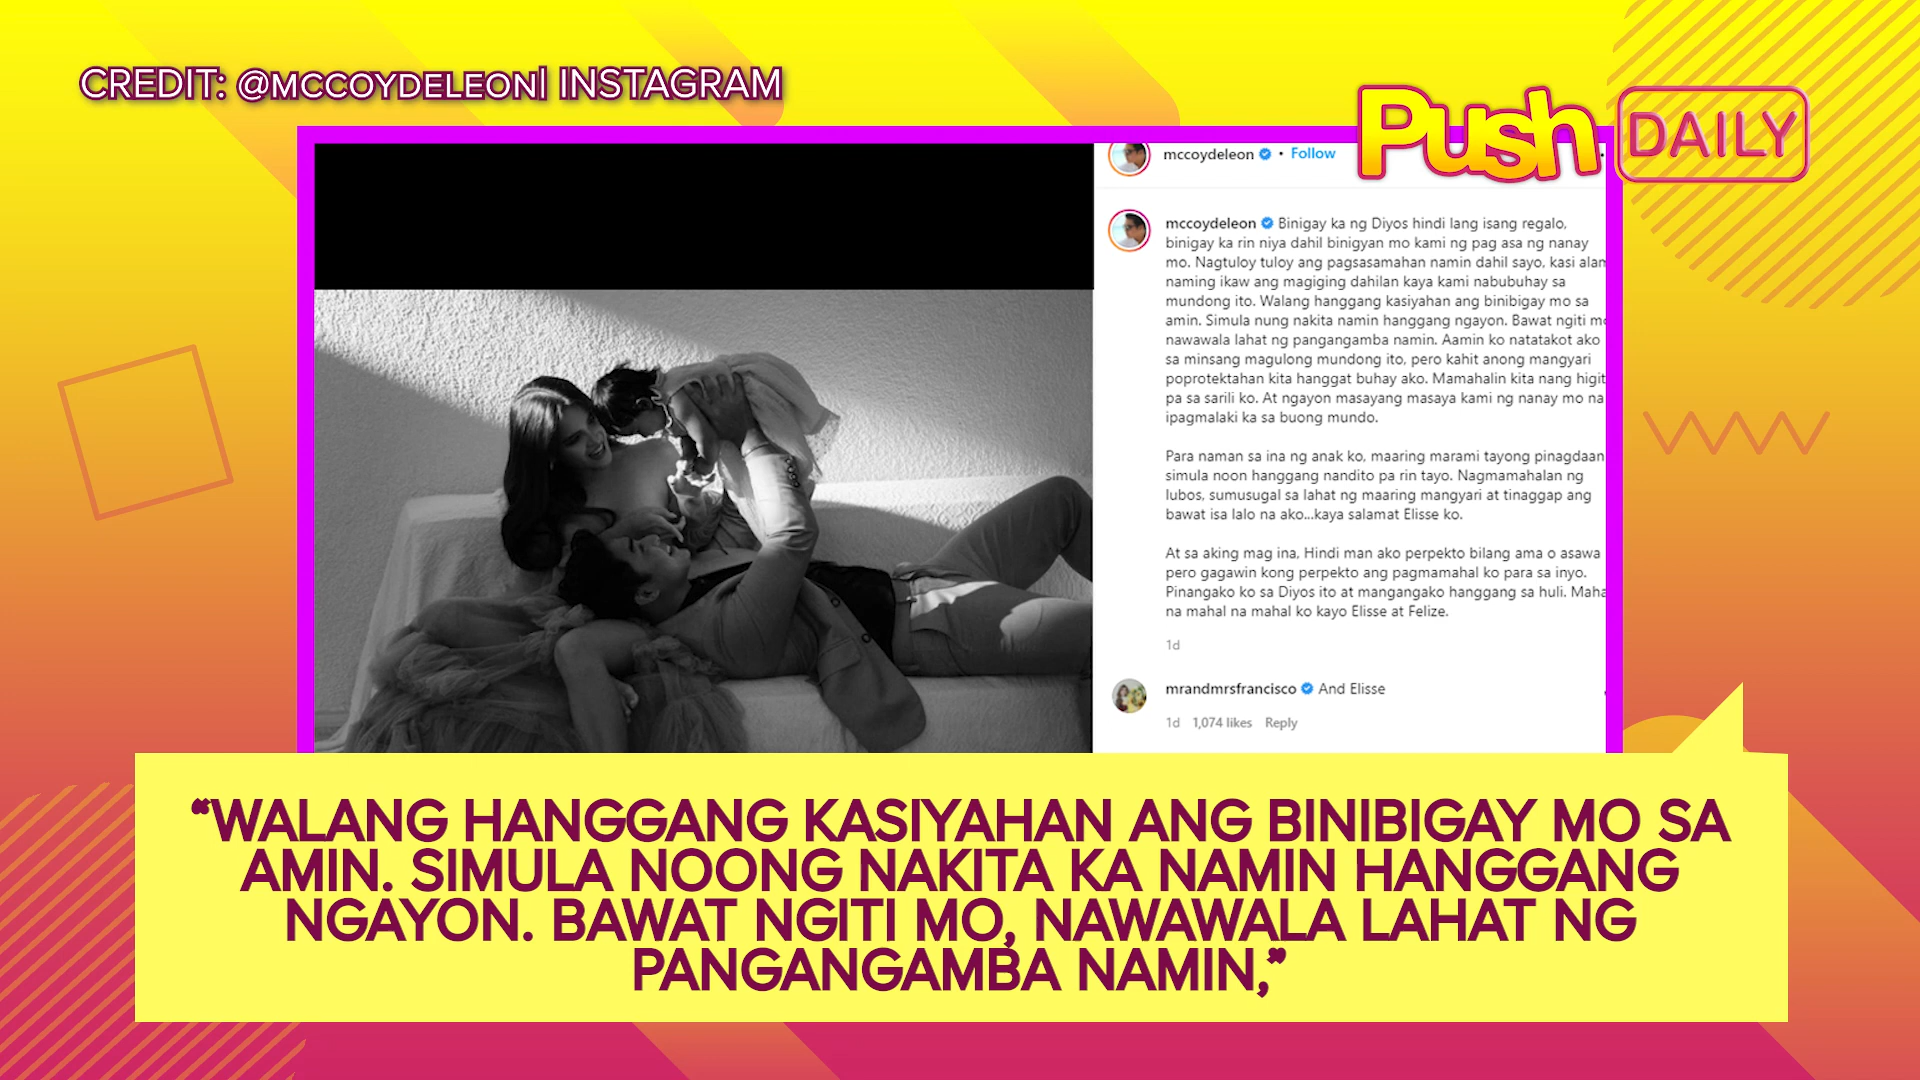 CREDIT: @MCCOYDELEON| INSTAGRAM
Push DAILY
mccoydeleon • Follow
mccoydeleon Binigay ka ng Diyos hindi lang isang regalo,
binigay ka rin niya dahil binigyan mo kami ng pag asa ng nanay
mo. Nagtuloy tuloy ang pagsasamahan namin dahil sayo, kasi alam
naming ikaw ang magiging dahilan kaya kami nabubuhay sa
mundong ito. Walang hanggang kasiyahan ang binibigay mo sa
amin. Simula nung nakita namin hanggang ngayon. Bawat ngiti mo
nawawala lahat ng pangangamba namin. Aamin ko natatakot ako
sa minsang magulong mundong ito, pero kahit anong mangyari
poprotektahan kita hanggat buhay ako. Mamahalin kita nang higit
pa sa sarili ko. At ngayon masayang masaya kami ng nanay mo na
ipagmalaki ka sa buong mundo.
Para naman sa ina ng anak ko, maaring marami tayong pinagdaan
simula noon hanggang nandito pa rin tayo. Nagmamahalan ng
lubos, sumusugal sa lahat ng maaring mangyari at tinaggap ang
bawat isa lalo na ako...kaya salamat Elisse ko.
At sa aking mag ina, Hindi man ako perpekto bilang ama o asawa
pero gagawin kong perpekto ang pagmamahal ko para sa inyo.
Pinangako ko sa Diyos ito at mangangako hanggang sa huli. Maha
na mahal na mahal ko kayo Elisse at Felize.
1d
mrandmrsfrancisco And Elisse
1d 1,074 likes Reply
“WALANG HANGGANG KASIYAHAN ANG BINIBIGAY MO SA
AMIN. SIMULA NOONG NAKITA KA NAMIN HANGGANG
NGAYON. BAWAT NGITI MO, NAWAWALA LAHAT NG
PANGANGAMBA NAMIN,”